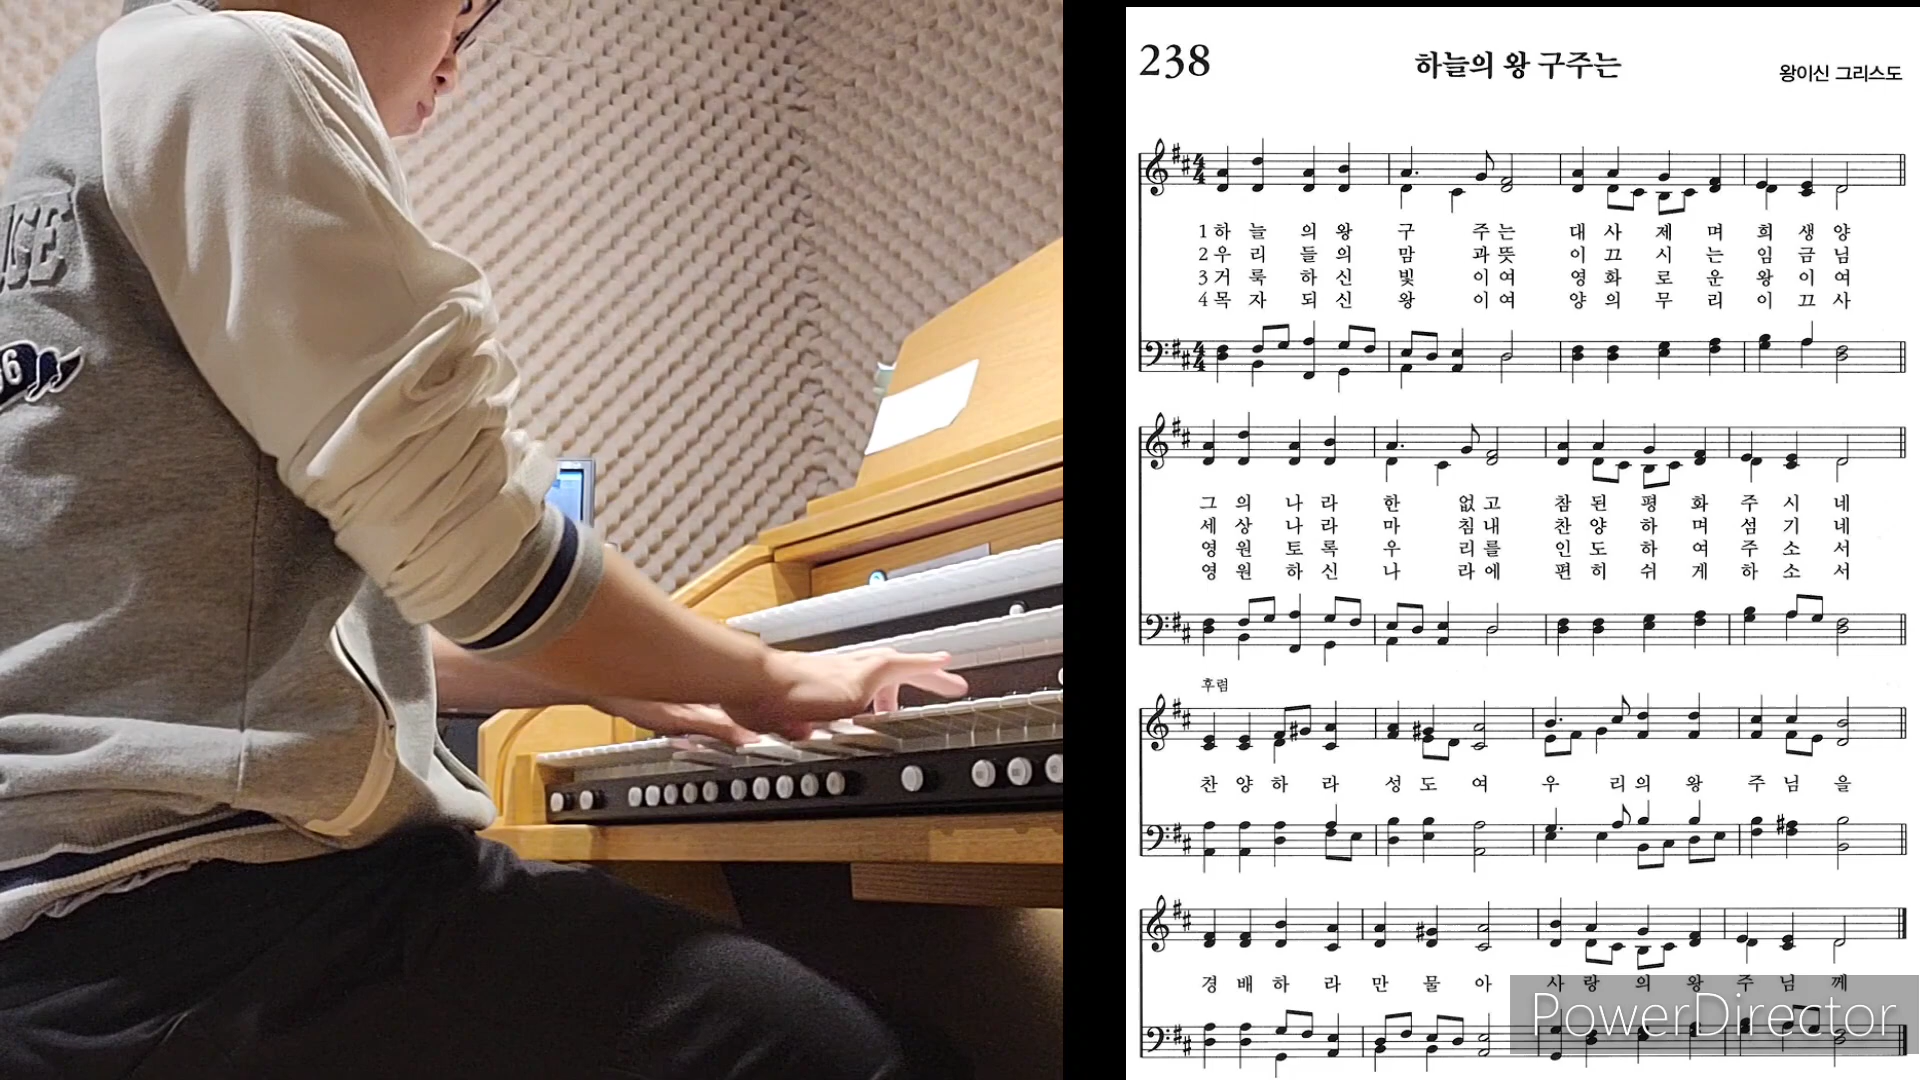 238
하늘의 왕 구주는
왕이신 그리스도
1 하 늘 의 왕 구 주 는 대 사 제 며 희 생 양
2 우 리 들 의 맘 과 뜻 이 끄 시 는 임 금 님
3 거 룩 하 신 빛 이 여 영 화 로 운 왕 이 여
4 목 자 되 신 왕 이 여 양 의 무 리 이 끄 사
그 의 나 라 한 없 고 참 된 평 화 주 시 네
세 상 나 라 마 침 내 찬 양 하 며 섬 기 네
영 원 토 록 우 리 를 인 도 하 여 주 소 서
영 원 하 신 나 라 에 편 히 쉬 게 하 소 서
후렴
찬 양 하 라 성 도 여 우 리 의 왕 주 님 을
경 배 하 라 만 물 아 사 랑 의 왕 주 님 께
PowerDirector